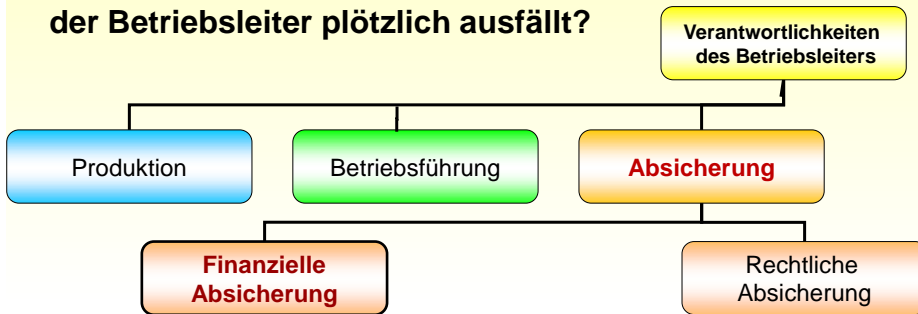 der Betriebsleiter plötzlich ausfällt?
Verantwortlichkeiten
des Betriebsleiters
Produktion
Betriebsführung
Absicherung
Finanzielle
Absicherung
Rechtliche
Absicherung